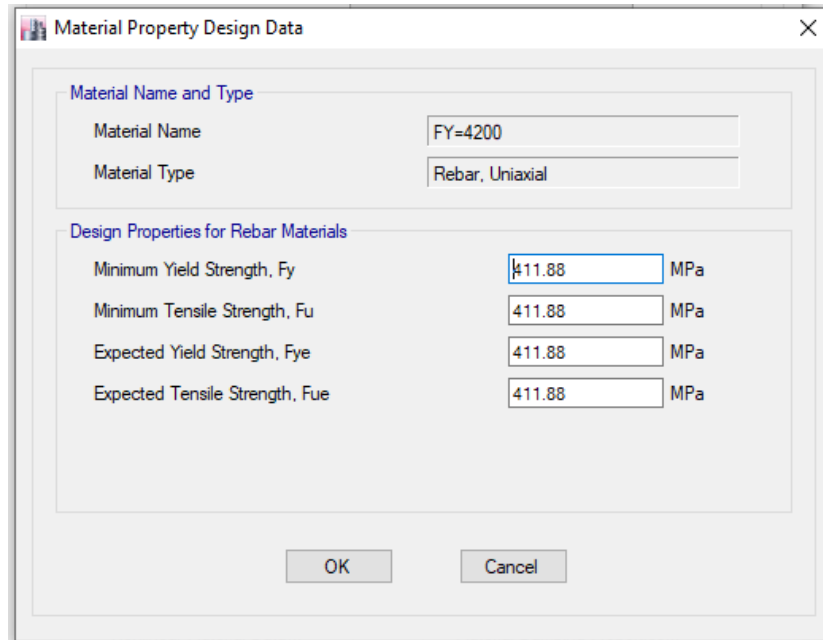 Material Property Design Data
Material Name and Type
Material Name FY=4200
Material Type Rebar, Uniaxial
Design Properties for Rebar Materials
Minimum Yield Strength, Fy 411.88 MPa
Minimum Tensile Strength, Fu 411.88 MPa
Expected Yield Strength, Fye 411.88 MPa
Expected Tensile Strength, Fue 411.88 MPa
OK Cancel